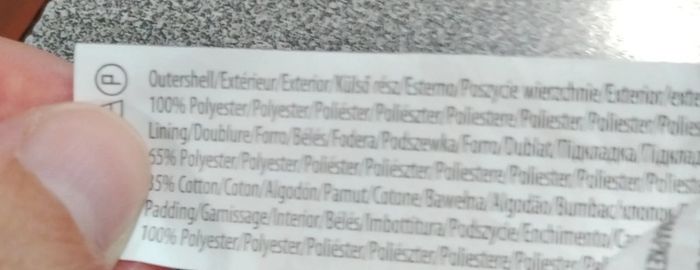 P
Outershell/Extérieur/Exterior/Külső rész/Esterno/Poszycie wierzchnie/Exterior/
100% Polyester/Polyester/Poliéster/Poliészter/Poliestere/Poliester/Poliester/
Lining/Doublure/Forro/Bélés/Fodera/Podszewka/Forro/Dublat/Підкладка/
65% Polyester/Polyester/Poliéster/Poliészter/Poliestere/Poliester/Poliester/
35% Cotton/Coton/Algodón/Pamut/Cotone/Bawełna/Algodão/Bumbac/
Padding/Garnissage/Interior/Bélés/Imbottitura/Podszycie/Enchimento/
100% Polyester/Polyester/Poliéster/Poliészter/Poliestere/Poliester/